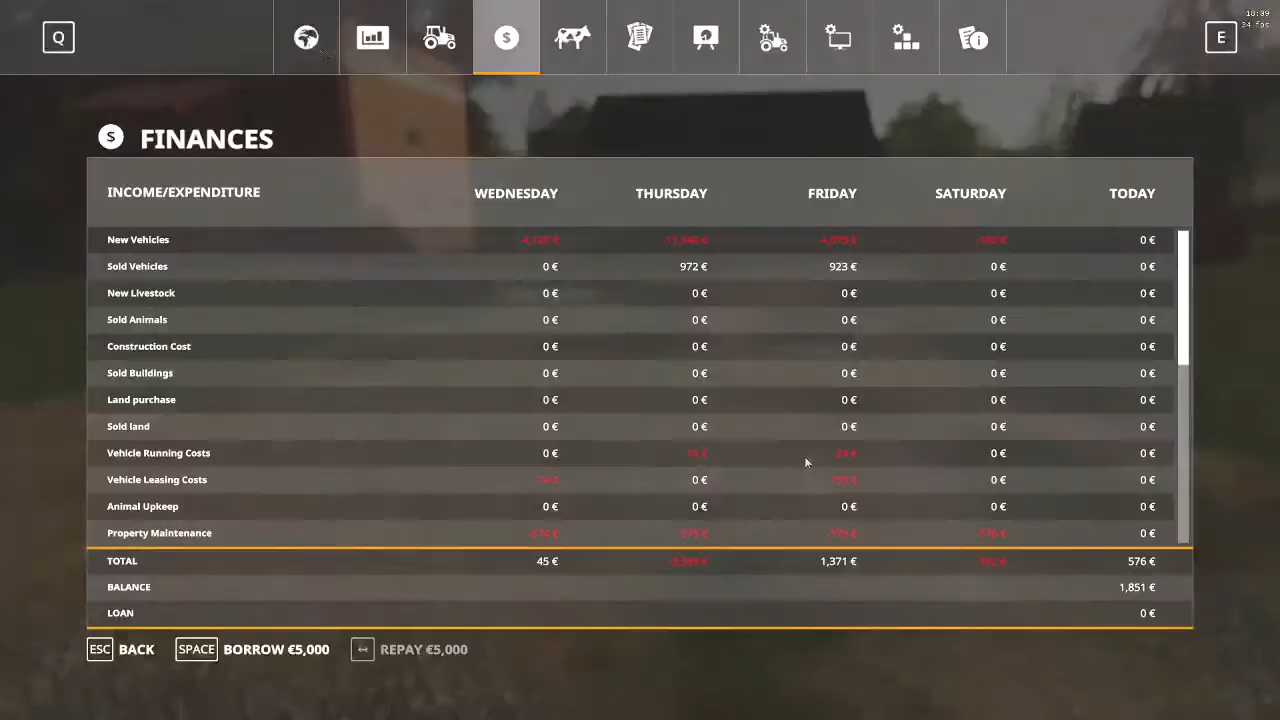 Q
E
34 fps
FINANCES
INCOME/EXPENDITURE WEDNESDAY THURSDAY FRIDAY SATURDAY TODAY
New Vehicles 0 €
Sold Vehicles 0 € 972 € 923 € 0 € 0 €
New Livestock 0 € 0 € 0 € 0 € 0 €
Sold Animals 0 € 0 € 0 € 0 € 0 €
Construction Cost 0 € 0 € 0 € 0 € 0 €
Sold Buildings 0 € 0 € 0 € 0 € 0 €
Land purchase 0 € 0 € 0 € 0 € 0 €
Sold land 0 € 0 € 0 € 0 € 0 €
Vehicle Running Costs 0 € 0 € 0 €
Vehicle Leasing Costs 0 € 0 € 0 €
Animal Upkeep 0 € 0 € 0 € 0 € 0 €
Property Maintenance 0 €
TOTAL 45 € 1,371 € 576 €
BALANCE 1,851 €
LOAN 0 €
ESC BACK SPACE BORROW €5,000 REPAY €5,000